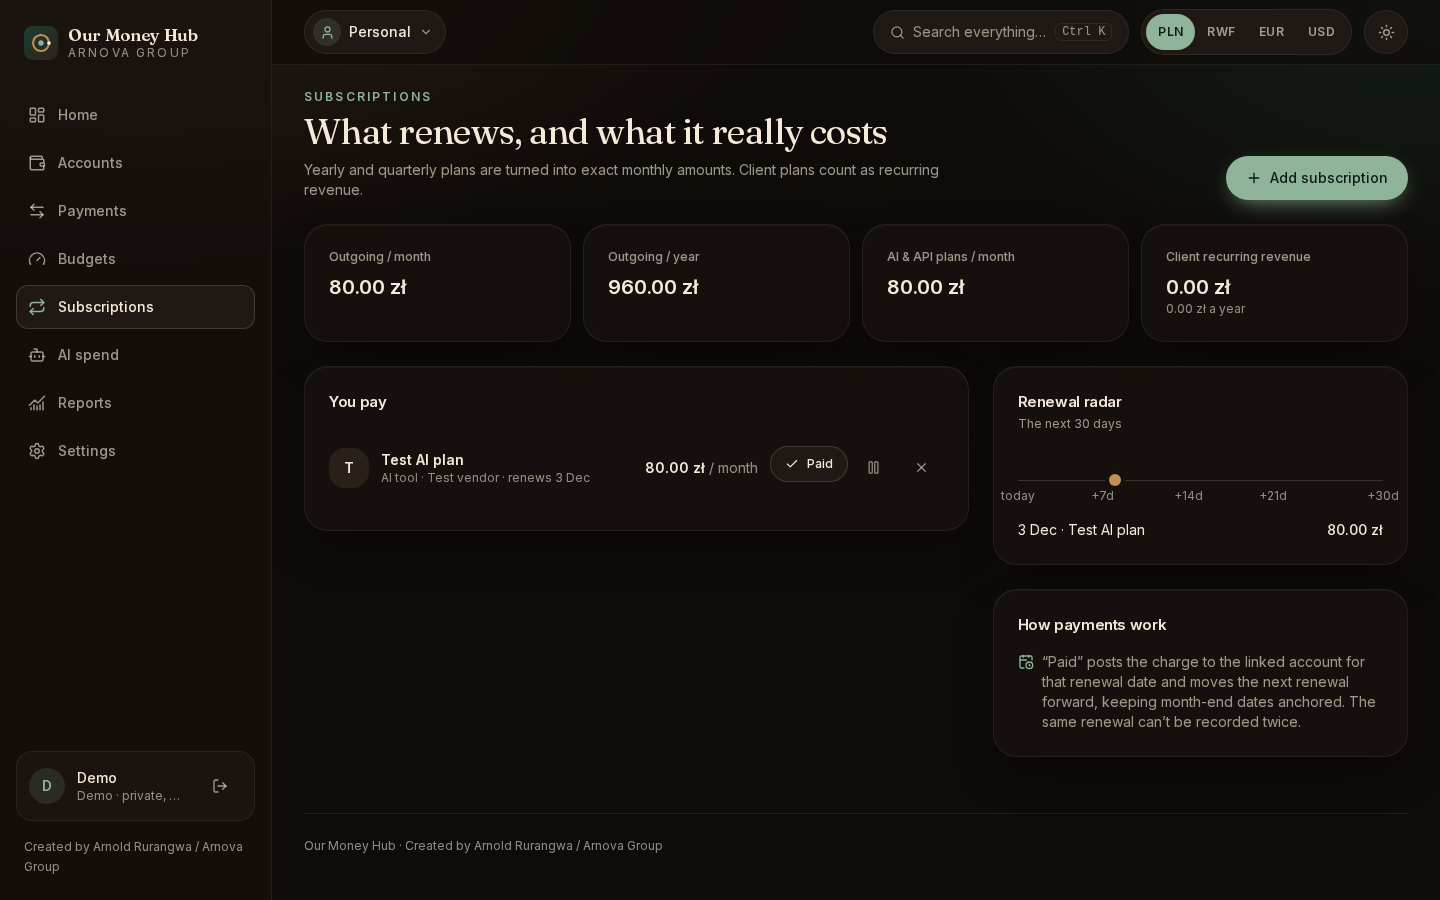 Our Money Hub
ARNOVA GROUP
Home
Accounts
Payments
Budgets
Subscriptions
AI spend
Reports
Settings
D
Demo
Demo · private, …
Created by Arnold Rurangwa / Arnova
Group
Personal
Search everything… Ctrl K
PLN RWF EUR USD
SUBSCRIPTIONS
What renews, and what it really costs
Yearly and quarterly plans are turned into exact monthly amounts. Client plans count as recurring
revenue.
Add subscription
Outgoing / month
80.00 zł
Outgoing / year
960.00 zł
AI & API plans / month
80.00 zł
Client recurring revenue
0.00 zł
0.00 zł a year
You pay
T
Test AI plan
AI tool · Test vendor · renews 3 Dec
80.00 zł / month
Paid
Renewal radar
The next 30 days
today +7d +14d +21d +30d
3 Dec · Test AI plan 80.00 zł
How payments work
“Paid” posts the charge to the linked account for
that renewal date and moves the next renewal
forward, keeping month-end dates anchored. The
same renewal can’t be recorded twice.
Our Money Hub · Created by Arnold Rurangwa / Arnova Group